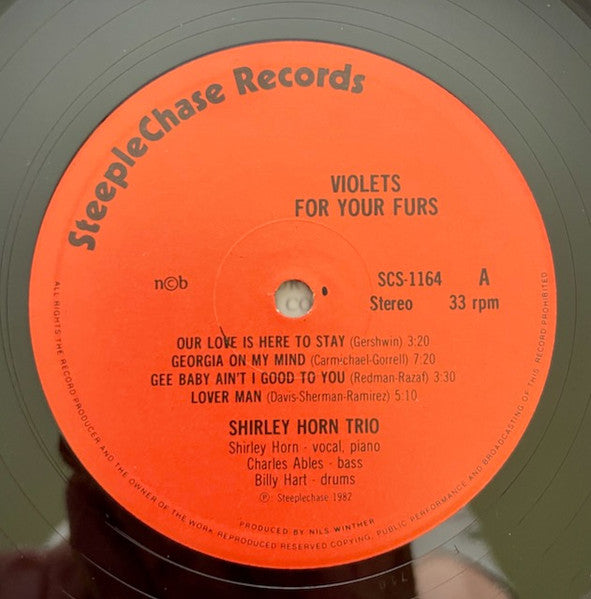 SteepleChase Records
VIOLETS
FOR YOUR FURS
n©b
SCS-1164 A
Stereo 33 rpm
OUR LOVE IS HERE TO STAY (Gershwin) 3:20
GEORGIA ON MY MIND (Carmichael-Gorrell) 7:20
GEE BABY AIN'T I GOOD TO YOU (Redman-Razaf) 3:30
LOVER MAN (Davis-Sherman-Ramirez) 5:10
SHIRLEY HORN TRIO
Shirley Horn - vocal, piano
Charles Ables - bass
Billy Hart - drums
℗ Steeplechase 1982
PRODUCED BY NILS WINTHER
ALL RIGHTS THE RECORD PRODUCER AND THE OWNER OF THE WORK REPRODUCED RESERVED COPYING, PUBLIC PERFORMANCE AND BROADCASTING OF THIS RECORD PROHIBITED